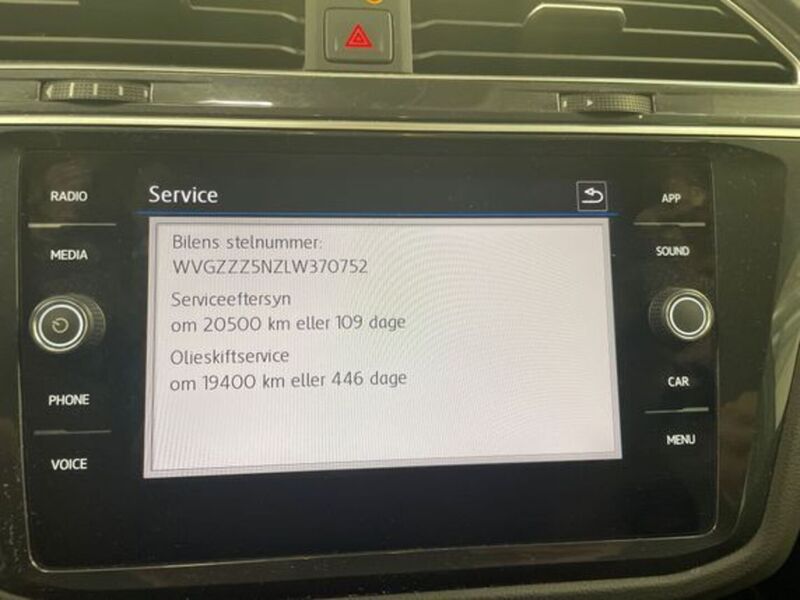 RADIO
MEDIA
PHONE
VOICE
Service
Bilens stelnummer:
WVGZZZ5NZLW370752
Serviceeftersyn
om 20500 km eller 109 dage
Olieskiftservice
om 19400 km eller 446 dage
APP
SOUND
CAR
MENU